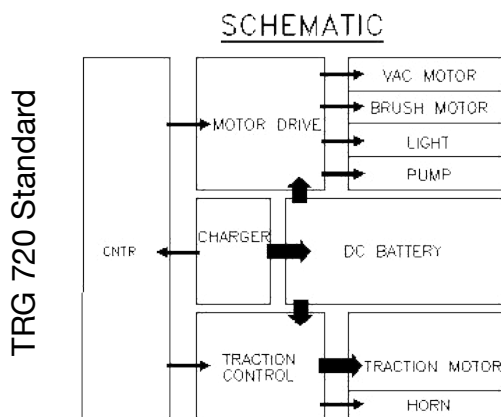 SCHEMATIC
TRG 720 Standard
VAC MOTOR
BRUSH MOTOR
MOTOR DRIVE
LIGHT
PUMP
CHARGER
CNTR
DC BATTERY
TRACTION
CONTROL
TRACTION MOTOR
HORN